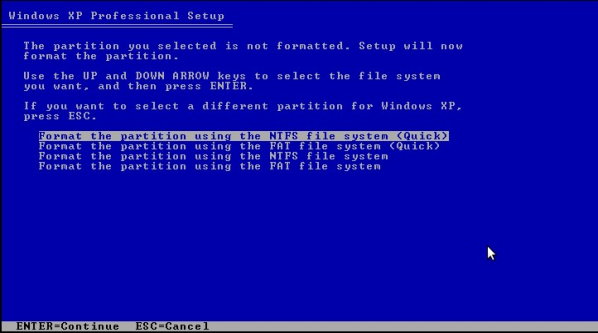 Windows XP Professional Setup
The partition you selected is not formatted. Setup will now
format the partition.
Use the UP and DOWN ARROW keys to select the file system
you want, and then press ENTER.
If you want to select a different partition for Windows XP,
press ESC.
Format the partition using the NTFS file system (Quick)
Format the partition using the FAT file system (Quick)
Format the partition using the NTFS file system
Format the partition using the FAT file system
ENTER=Continue ESC=Cancel